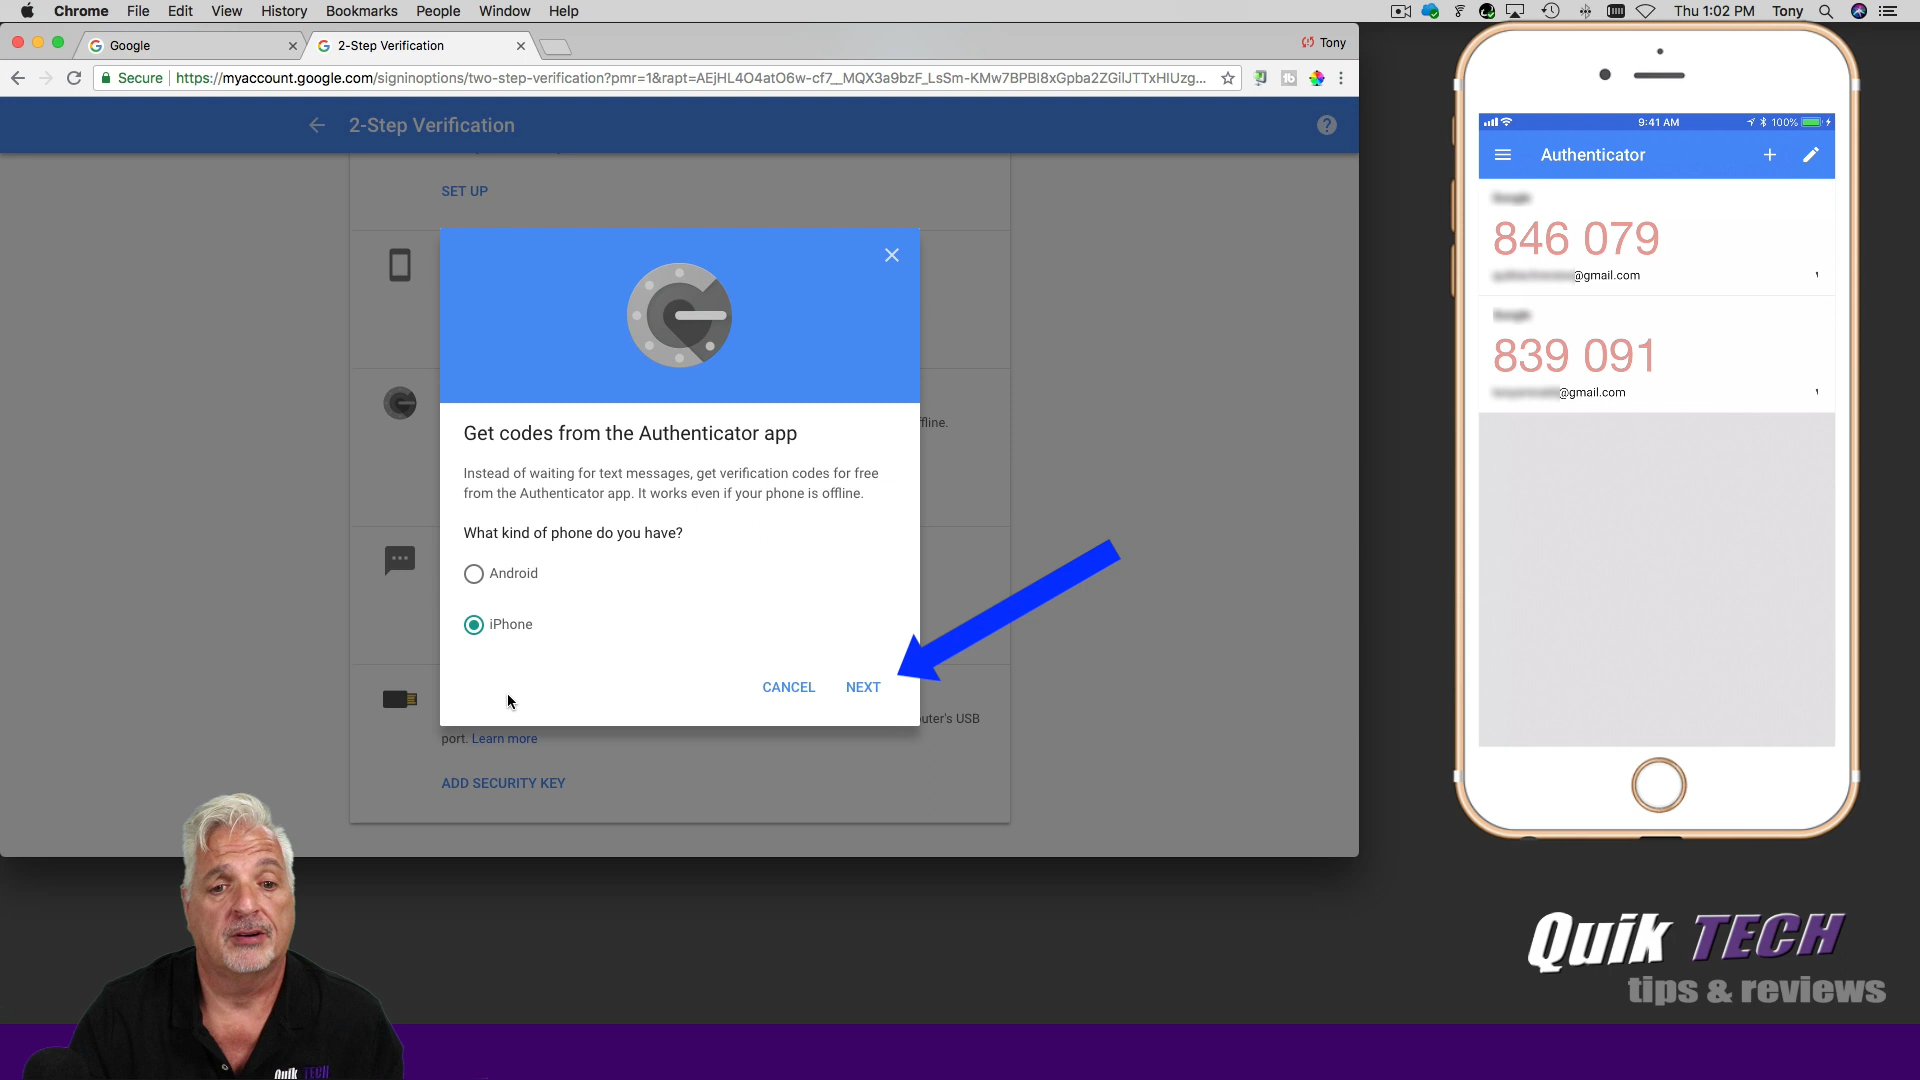 Chrome File Edit View History Bookmarks People Window Help
Thu 1:02 PM Tony
Google
2-Step Verification
Tony
Secure https://myaccount.google.com/signinoptions/two-step-verification?pmr=1&rapt=AEjHL4O4atO6w-cf7__MQX3a9bzF_LsSm-KMw7BPBI8xGpba2ZGilJTTxHlUzg...
2-Step Verification
SET UP
Get codes from the Authenticator app
Instead of waiting for text messages, get verification codes for free
from the Authenticator app. It works even if your phone is offline.
What kind of phone do you have?
Android
iPhone
CANCEL NEXT
ffline.
uter's USB
port. Learn more
ADD SECURITY KEY
9:41 AM
100%
Authenticator
846 079
@gmail.com
839 091
@gmail.com
Quik TECH
tips & reviews
Quik TECH